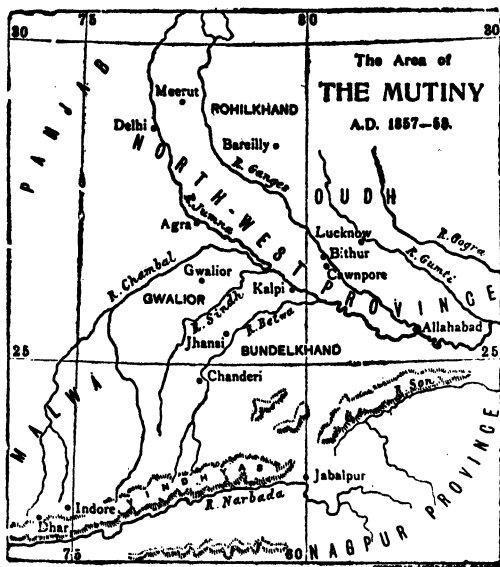 75
80
30
30
The Area of
THE MUTINY
A.D. 1857–58.
PANJAB
Meerut
ROHILKHAND
Delhi
Bareilly
NORTH-WEST PROVINCE
R. Ganges
OUDH
R. Jumna
Agra
Lucknow
R. Gogra
Bithur
R. Gumti
Cawnpore
R. Chambal
Gwalior
GWALIOR
Kalpi
R. Sindh
R. Betwa
Allahabad
Jhansi
BUNDELKHAND
25
25
Chanderi
MALWA
R. Son
VINDHYAS
Jabalpur
R. Narbada
Indore
Dhar
NAGPUR PROVINCE
75
80